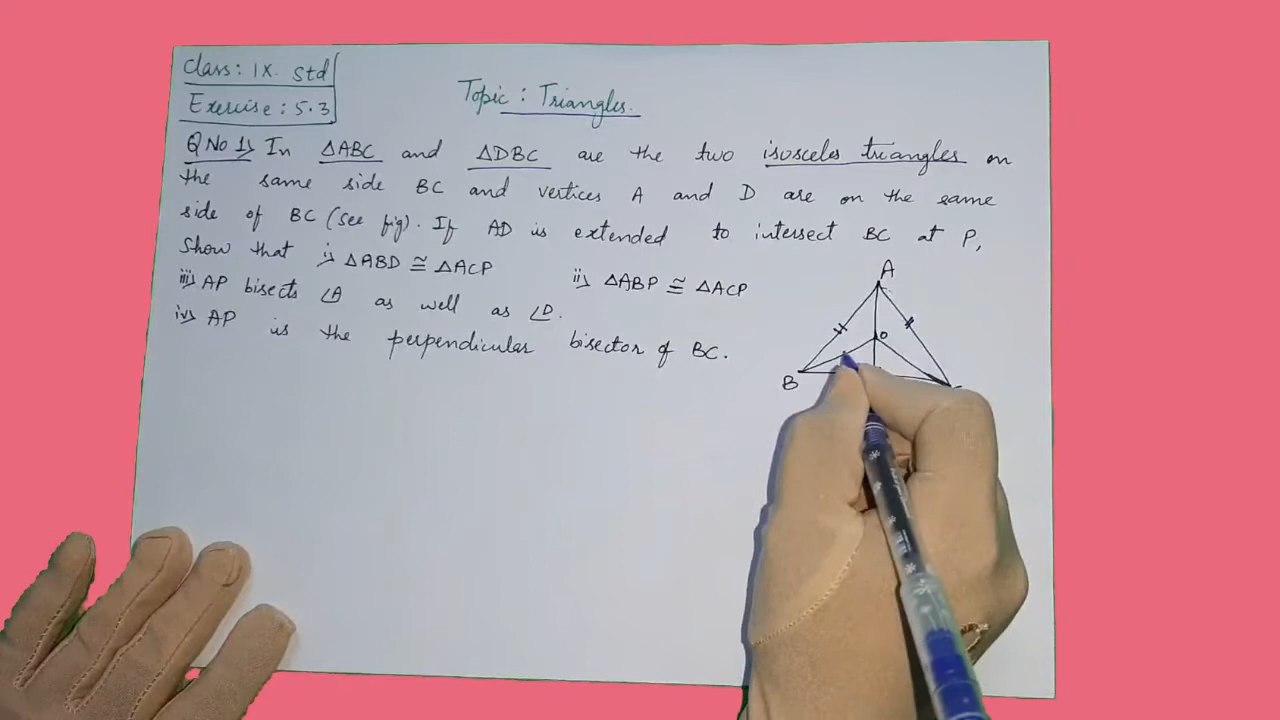 Class: IX. Std
Exercise: 5.3
Topic: Triangles.
Q No 1) In ΔABC and ΔDBC are the two isosceles triangles on
the same side BC and vertices A and D are on the same
side of BC (See fig). If AD is extended to intersect BC at P,
Show that i) ΔABD ≅ ΔACP ii) ΔABP ≅ ΔACP
iii) AP bisects ∠A as well as ∠D.
iv) AP is the perpendicular bisector of BC.
A
D
B